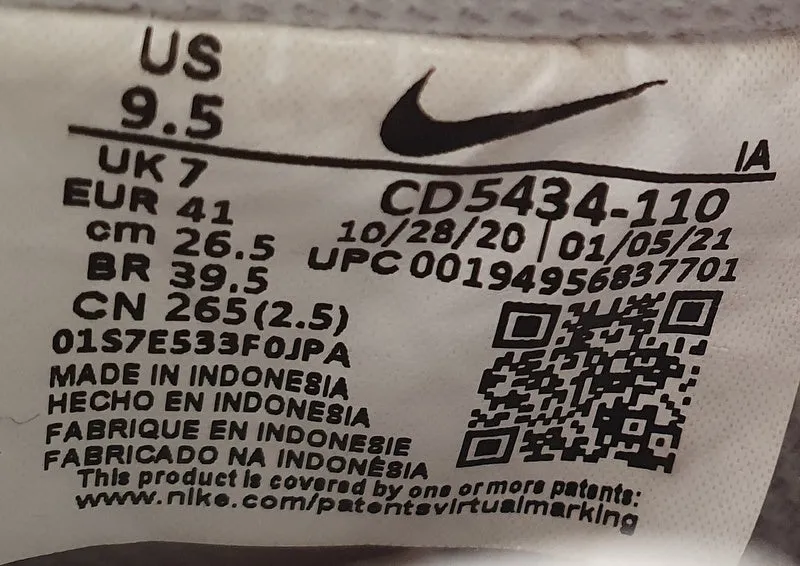 US
9.5
IA
UK 7
EUR 41
cm 26.5
BR 39.5
CN 265(2.5)
CD5434-110
10/28/20 | 01/05/21
UPC 00194956837701
01S7E533F0JPA
MADE IN INDONESIA
HECHO EN INDONESIA
FABRIQUE EN INDONESIE
FABRICADO NA INDONÉSIA
This product is covered by one or more patents:
www.nike.com/patentsvirtualmarking